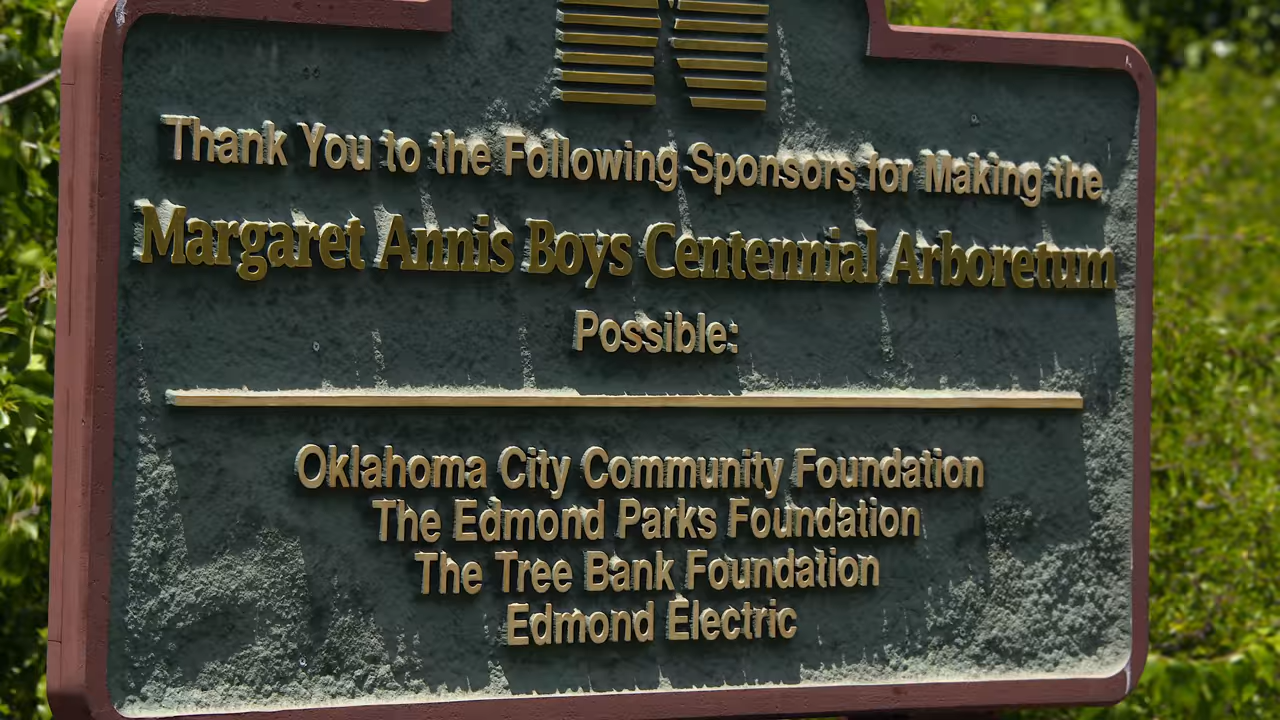 Thank You to the Following Sponsors for Making the
Margaret Annis Boys Centennial Arboretum
Possible:
Oklahoma City Community Foundation
The Edmond Parks Foundation
The Tree Bank Foundation
Edmond Electric